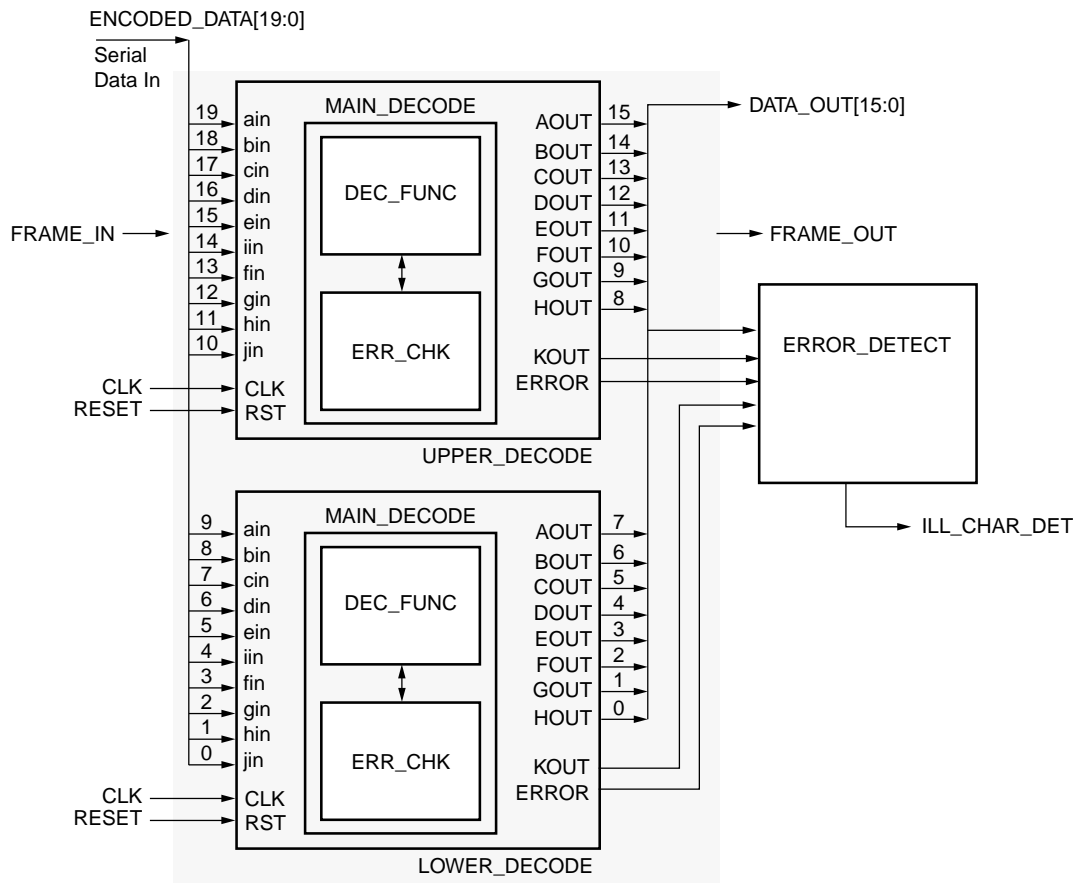 ENCODED_DATA[19:0]
Serial
Data In
FRAME_IN
CLK
RESET
MAIN_DECODE
DEC_FUNC
ERR_CHK
19 ain
18 bin
17 cin
16 din
15 ein
14 iin
13 fin
12 gin
11 hin
10 jin
CLK
RST
AOUT 15
BOUT 14
COUT 13
DOUT 12
EOUT 11
FOUT 10
GOUT 9
HOUT 8
KOUT
ERROR
UPPER_DECODE
DATA_OUT[15:0]
FRAME_OUT
ERROR_DETECT
ILL_CHAR_DET
CLK
RESET
MAIN_DECODE
DEC_FUNC
ERR_CHK
9 ain
8 bin
7 cin
6 din
5 ein
4 iin
3 fin
2 gin
1 hin
0 jin
CLK
RST
AOUT 7
BOUT 6
COUT 5
DOUT 4
EOUT 3
FOUT 2
GOUT 1
HOUT 0
KOUT
ERROR
LOWER_DECODE